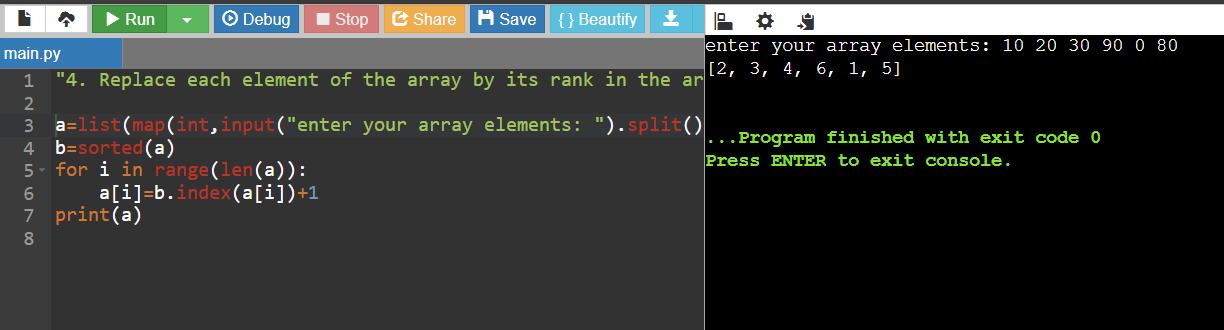 Run Debug Stop Share Save { } Beautify
main.py
1 "4. Replace each element of the array by its rank in the ar
2
3 a=list(map(int,input("enter your array elements: ").split()
4 b=sorted(a)
5 for i in range(len(a)):
6     a[i]=b.index(a[i])+1
7 print(a)
8
enter your array elements: 10 20 30 90 0 80
[2, 3, 4, 6, 1, 5]
...Program finished with exit code 0
Press ENTER to exit console.